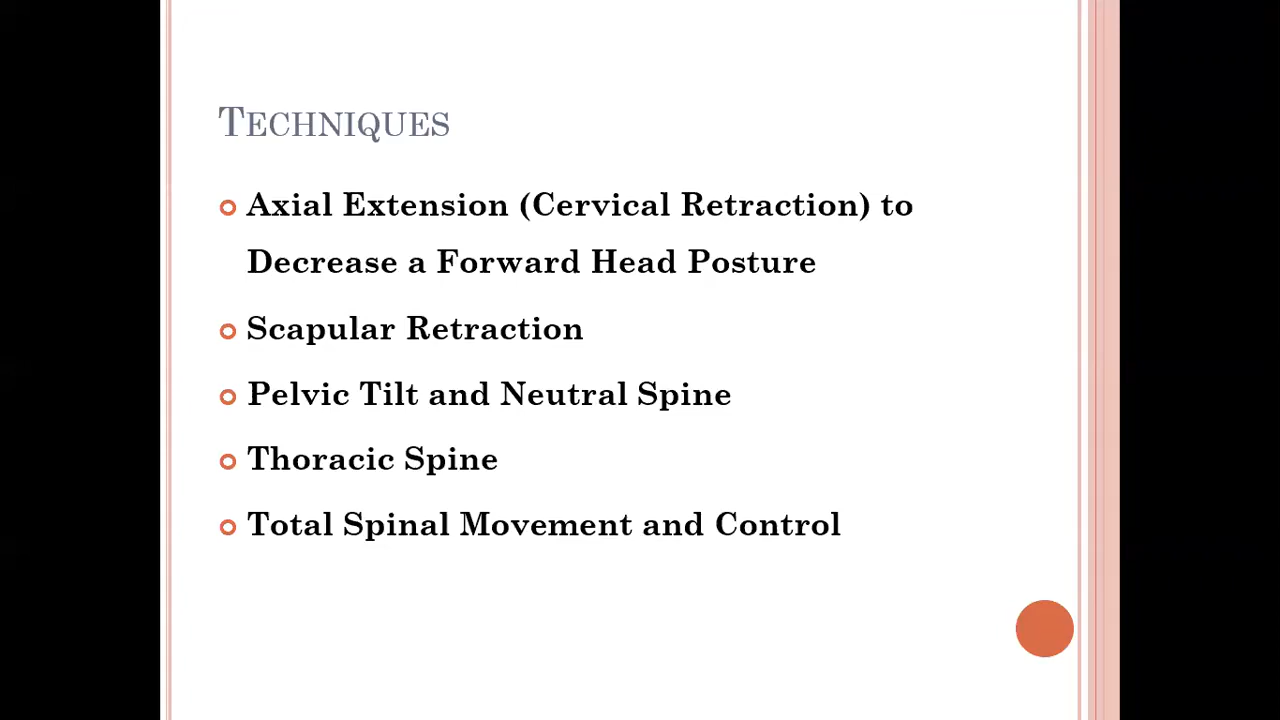 TECHNIQUES
Axial Extension (Cervical Retraction) to
Decrease a Forward Head Posture
Scapular Retraction
Pelvic Tilt and Neutral Spine
Thoracic Spine
Total Spinal Movement and Control